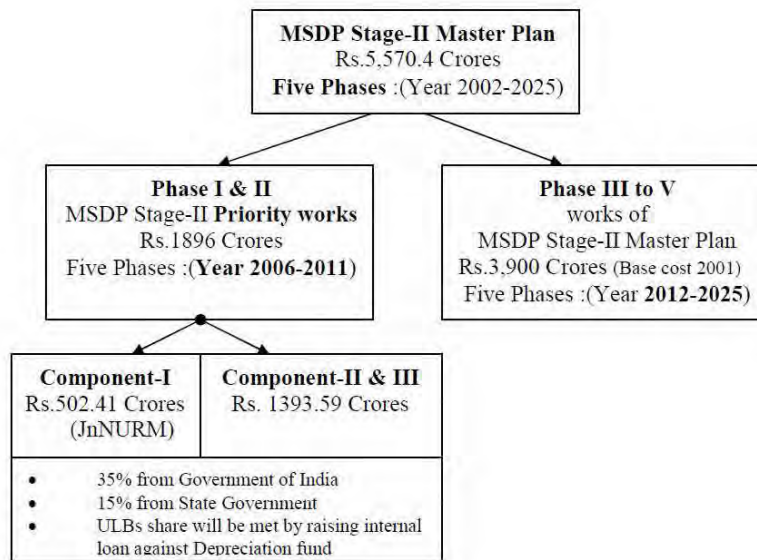 MSDP Stage-II Master Plan
Rs.5,570.4 Crores
Five Phases :(Year 2002-2025)
Phase I & II
MSDP Stage-II Priority works
Rs.1896 Crores
Five Phases :(Year 2006-2011)
Phase III to V
works of
MSDP Stage-II Master Plan
Rs.3,900 Crores (Base cost 2001)
Five Phases :(Year 2012-2025)
Component-I
Rs.502.41 Crores
(JnNURM)
Component-II & III
Rs. 1393.59 Crores
• 35% from Government of India
• 15% from State Government
• ULBs share will be met by raising internal
loan against Depreciation fund